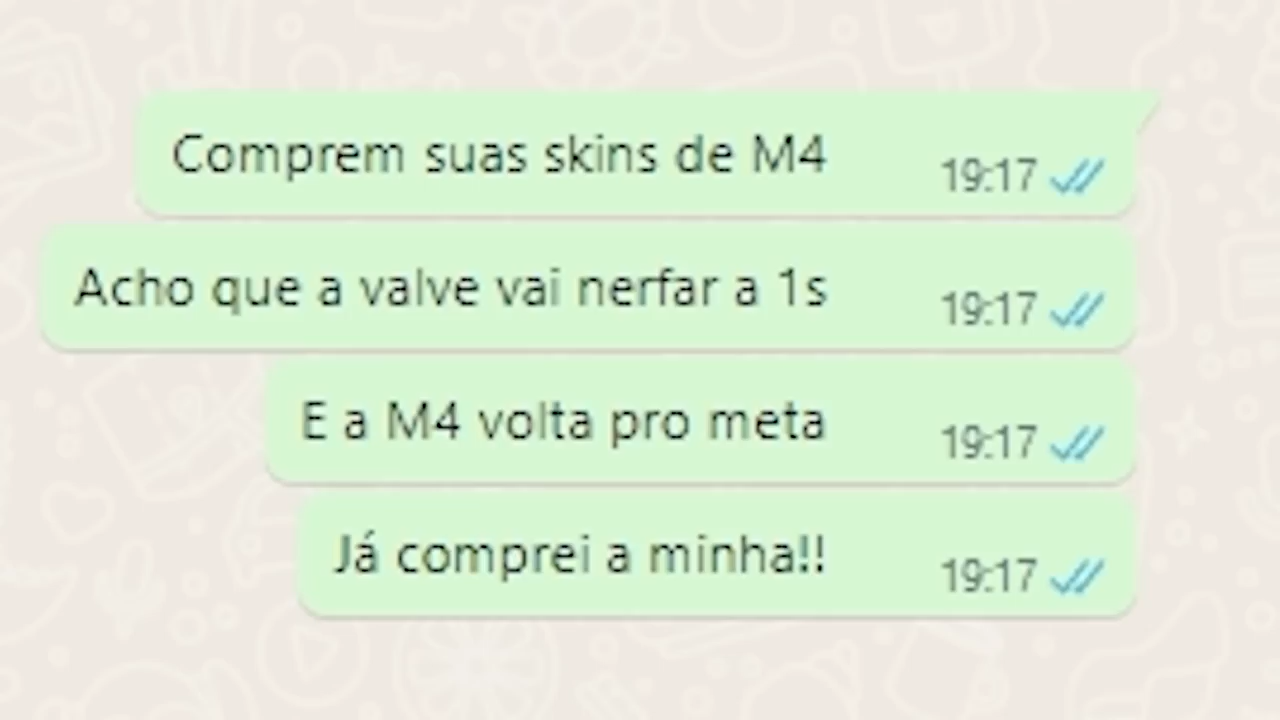 Comprem suas skins de M4
19:17
Acho que a valve vai nerfar a 1s
19:17
E a M4 volta pro meta
19:17
Já comprei a minha!!
19:17